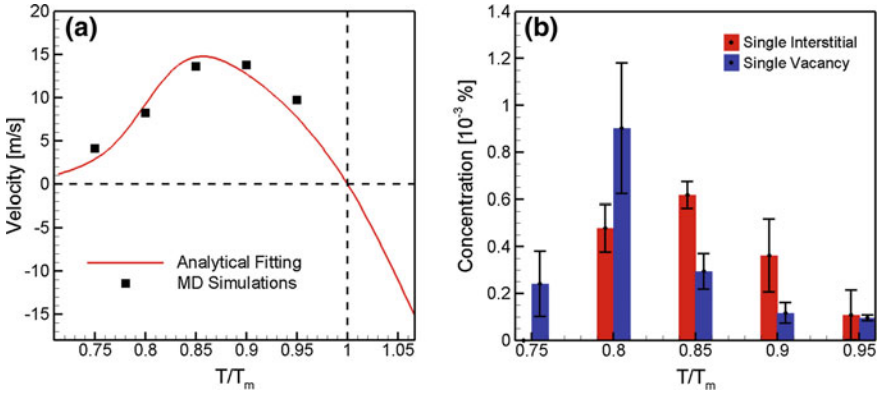 (a)
Velocity [m/s]
20
15
10
5
0
-5
-10
-15
Analytical Fitting
MD Simulations
0.75
0.8
0.85
0.9
0.95
1
1.05
T/Tm
(b)
Concentration [10-3 %]
1.4
1.2
1
0.8
0.6
0.4
0.2
0
Single Interstitial
Single Vacancy
0.75
0.8
0.85
0.9
0.95
T/Tm